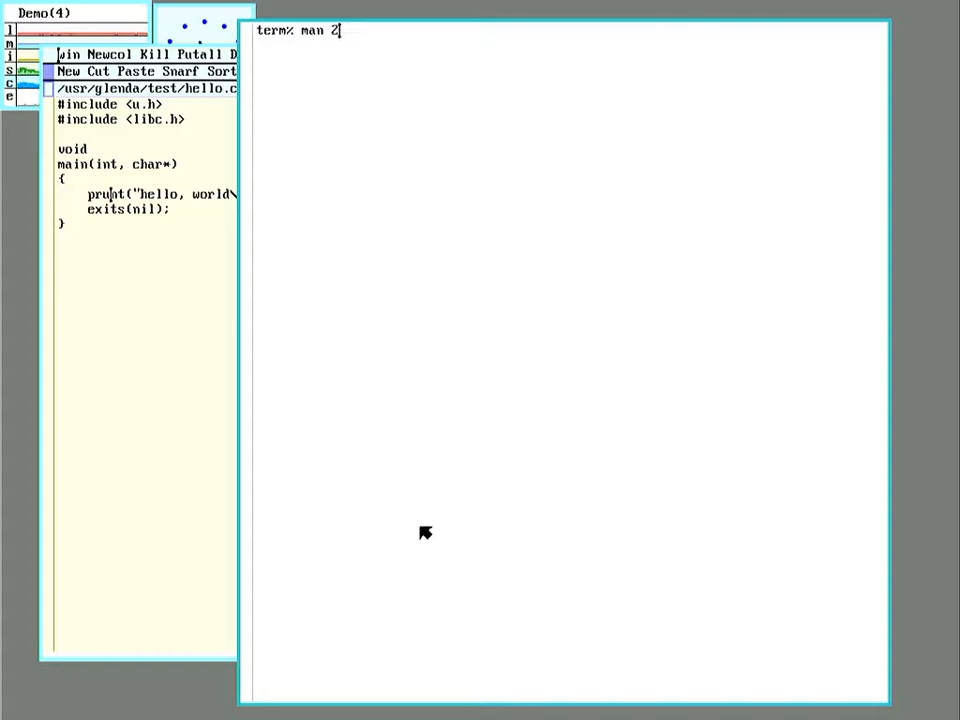 Demo(4)
l
m
i
s
c
e
win Newcol Kill Putall D
New Cut Paste Snarf Sort
/usr/glenda/test/hello.c
#include <u.h>
#include <libc.h>
void
main(int, char*)
{
prunt("hello, world\
exits(nil);
}
term% man 2